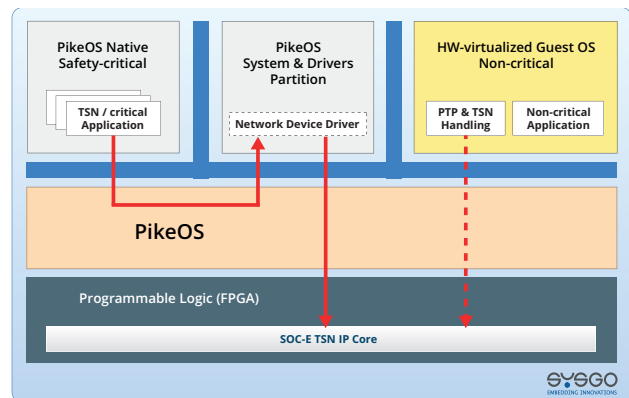 PikeOS Native
Safety-critical
TSN / critical
Application
PikeOS
System & Drivers
Partition
Network Device Driver
HW-virtualized Guest OS
Non-critical
PTP & TSN
Handling
Non-critical
Application
PikeOS
Programmable Logic (FPGA)
SOC-E TSN IP Core
SYSGO
EMBEDDING INNOVATIONS